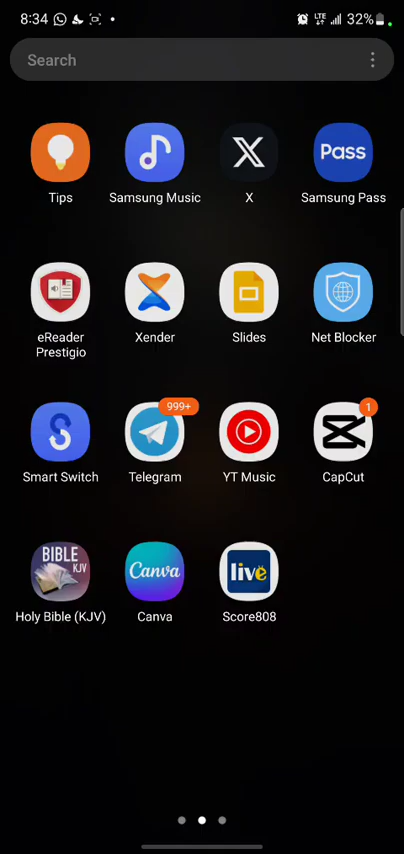 8:34 LTE 32%
Search
Pass
Tips Samsung Music X Samsung Pass
eReader Prestigio Xender Slides Net Blocker
999+ 1
Smart Switch Telegram YT Music CapCut
BIBLE KJV Canva live
Holy Bible (KJV) Canva Score808